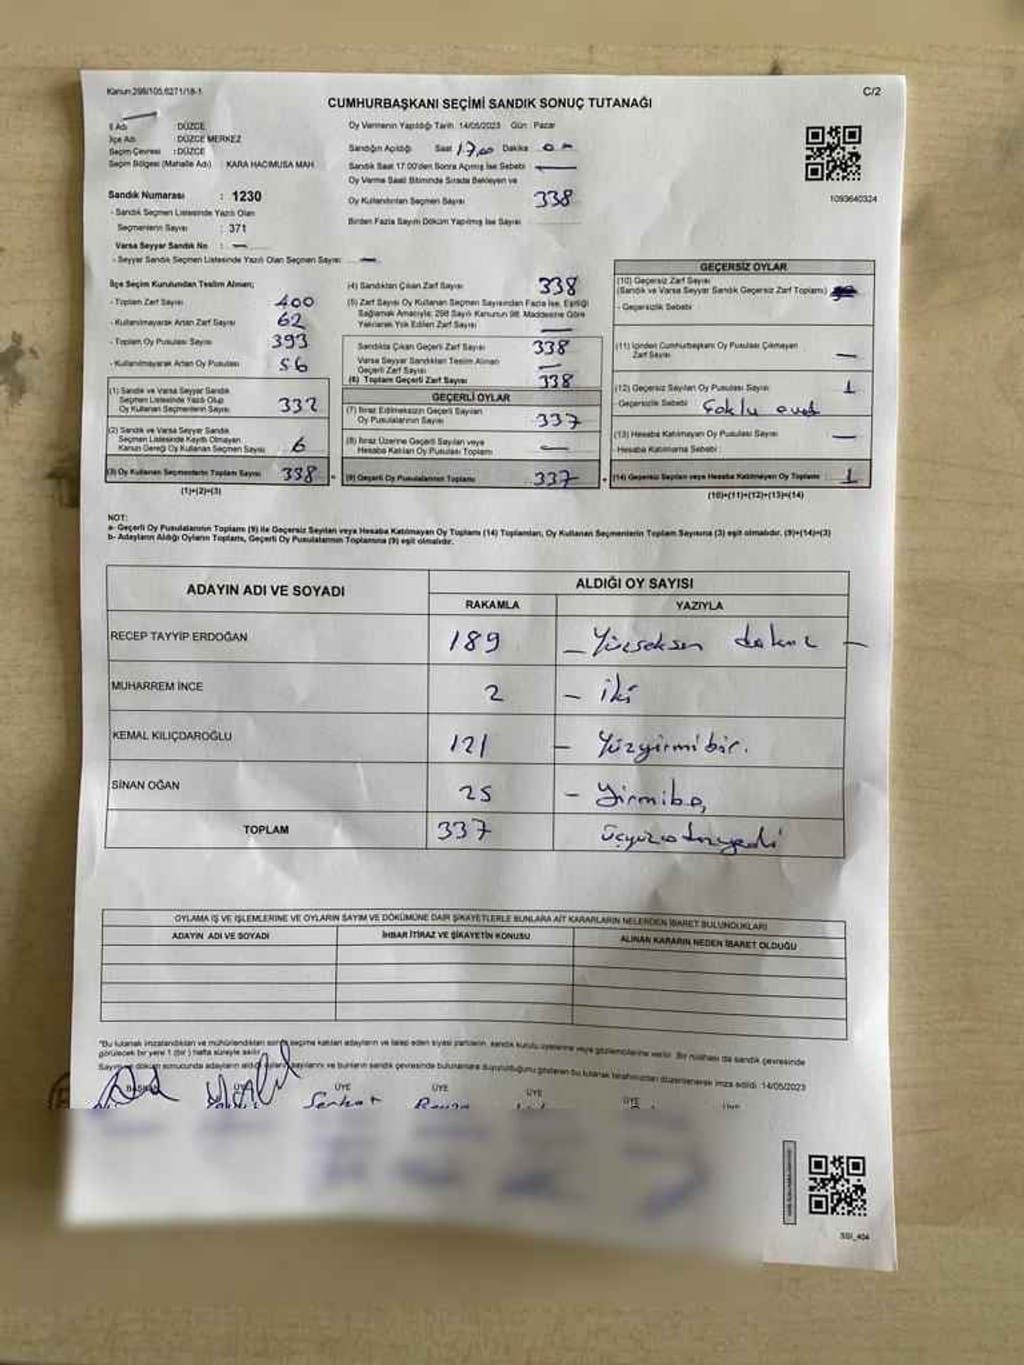 Kanun:298/105,6271/18-1
C/2
CUMHURBAŞKANI SEÇİMİ SANDIK SONUÇ TUTANAĞI
İl Adı : DÜZCE
İlçe Adı : DÜZCE MERKEZ
Seçim Çevresi : DÜZCE
Seçim Bölgesi (Mahalle Adı) KARA HACIMUSA MAH.
Sandık Numarası : 1230
- Sandık Seçmen Listesinde Yazılı Olan
Seçmenlerin Sayısı : 371
Varsa Seyyar Sandık No : —
- Seyyar Sandık Seçmen Listesinde Yazılı Olan Seçmen Sayısı : —
Oy Vermenin Yapıldığı Tarih :14/05/2023 Gün : Pazar
Sandığın Açıldığı Saat 17,00 Dakika
Sandık Saat 17:00'den Sonra Açılmış İse Sebebi : —
Oy Verme Saati Bitiminde Sırada Bekleyen ve
Oy Kullandırılan Seçmen Sayısı 338
Birden Fazla Sayım Döküm Yapılmış İse Sayısı
1093640324
İlçe Seçim Kurulundan Teslim Alınan;
- Toplam Zarf Sayısı 400
- Kullanılmayarak Artan Zarf Sayısı 62
- Toplam Oy Pusulası Sayısı 393
- Kullanılmayarak Artan Oy Pusulası 56
(1) Sandık ve Varsa Seyyar Sandık
Seçmen Listesinde Yazılı Olup
Oy Kullanan Seçmenlerin Sayısı 332
(2) Sandık ve Varsa Seyyar Sandık
Seçmen Listesinde Kayıtlı Olmayan
Kanun Gereği Oy Kullanan Seçmen Sayısı 6
(3) Oy Kullanan Seçmenlerin Toplam Sayısı 338
(1)+(2)=(3)
(4) Sandıktan Çıkan Zarf Sayısı 338
(5) Zarf Sayısı Oy Kullanan Seçmen Sayısından Fazla İse, Eşitliği
Sağlamak Amacıyla; 298 Sayılı Kanunun 98. Maddesine Göre
Yakılarak Yok Edilen Zarf Sayısı —
Sandıkta Çıkan Geçerli Zarf Sayısı 338
Varsa Seyyar Sandıktan Teslim Alınan
Geçerli Zarf Sayısı —
(6) Toplam Geçerli Zarf Sayısı 338
GEÇERLİ OYLAR
(7) İtiraz Edilmeksizin Geçerli Sayılan
Oy Pusulalarının Sayısı 337
(8) İtiraz Üzerine Geçerli Sayılan veya
Hesaba Katılan Oy Pusulası Toplamı —
(9) Geçerli Oy Pusulalarının Toplamı 337
GEÇERSİZ OYLAR
(10) Geçersiz Zarf Sayısı
(Sandık ve Varsa Seyyar Sandık Geçersiz Zarf Toplamı)
- Geçersizlik Sebebi
(11) İçinden Cumhurbaşkanı Oy Pusulası Çıkmayan
Zarf Sayısı —
(12) Geçersiz Sayılan Oy Pusulası Sayısı 1
- Geçersizlik Sebebi Çoklu evet
(13) Hesaba Katılmayan Oy Pusulası Sayısı —
- Hesaba Katılmama Sebebi :
(14) Geçersiz Sayılan veya Hesaba Katılmayan Oy Toplamı 1
(10)+(11)+(12)+(13)=(14)
NOT:
a- Geçerli Oy Pusulalarının Toplamı (9) ile Geçersiz Sayılan veya Hesaba Katılmayan Oy Toplamı (14) Toplamları, Oy Kullanan Seçmenlerin Toplam Sayısına (3) eşit olmalıdır. (9)+(14)=(3)
b- Adayların Aldığı Oyların Toplamı, Geçerli Oy Pusulalarının Toplamına (9) eşit olmalıdır.
ADAYIN ADI VE SOYADI
ALDIĞI OY SAYISI
RAKAMLA YAZIYLA
RECEP TAYYİP ERDOĞAN 189 – Yüzseksen dokuz –
MUHARREM İNCE 2 – iki
KEMAL KILIÇDAROĞLU 121 – Yüzyirmibir.
SİNAN OĞAN 25 – Yirmibeş
TOPLAM 337 Üçyüzotuzyedi
OYLAMA İŞ VE İŞLEMLERİNE VE OYLARIN SAYIM VE DÖKÜMÜNE DAİR ŞİKAYETLERLE BUNLARA AİT KARARLARIN NELERDEN İBARET BULUNDUKLARI
ADAYIN ADI VE SOYADI İHBAR İTİRAZ VE ŞİKAYETİN KONUSU ALINAN KARARIN NEDEN İBARET OLDUĞU
*Bu tutanak imzalandıktan ve mühürlendikten sonra seçime katılan adayların ve talep eden siyasi partilerin, sandık kurulu üyelerine veya gözlemcilerine verilir. Bir nüshası da sandık çevresinde
görülecek bir yere 1 (bir) hafta süreyle asılır.
Sayım ve döküm sonucunda adayların aldığı oyların sayılarını ve bunların sandık çevresinde bulunanlara duyurulduğunu gösteren bu tutanak tarafımızdan düzenlenerek imza edildi. 14/05/2023
BAŞKAN ÜYE ÜYE ÜYE ÜYE ÜYE
Serkat
SSI_404